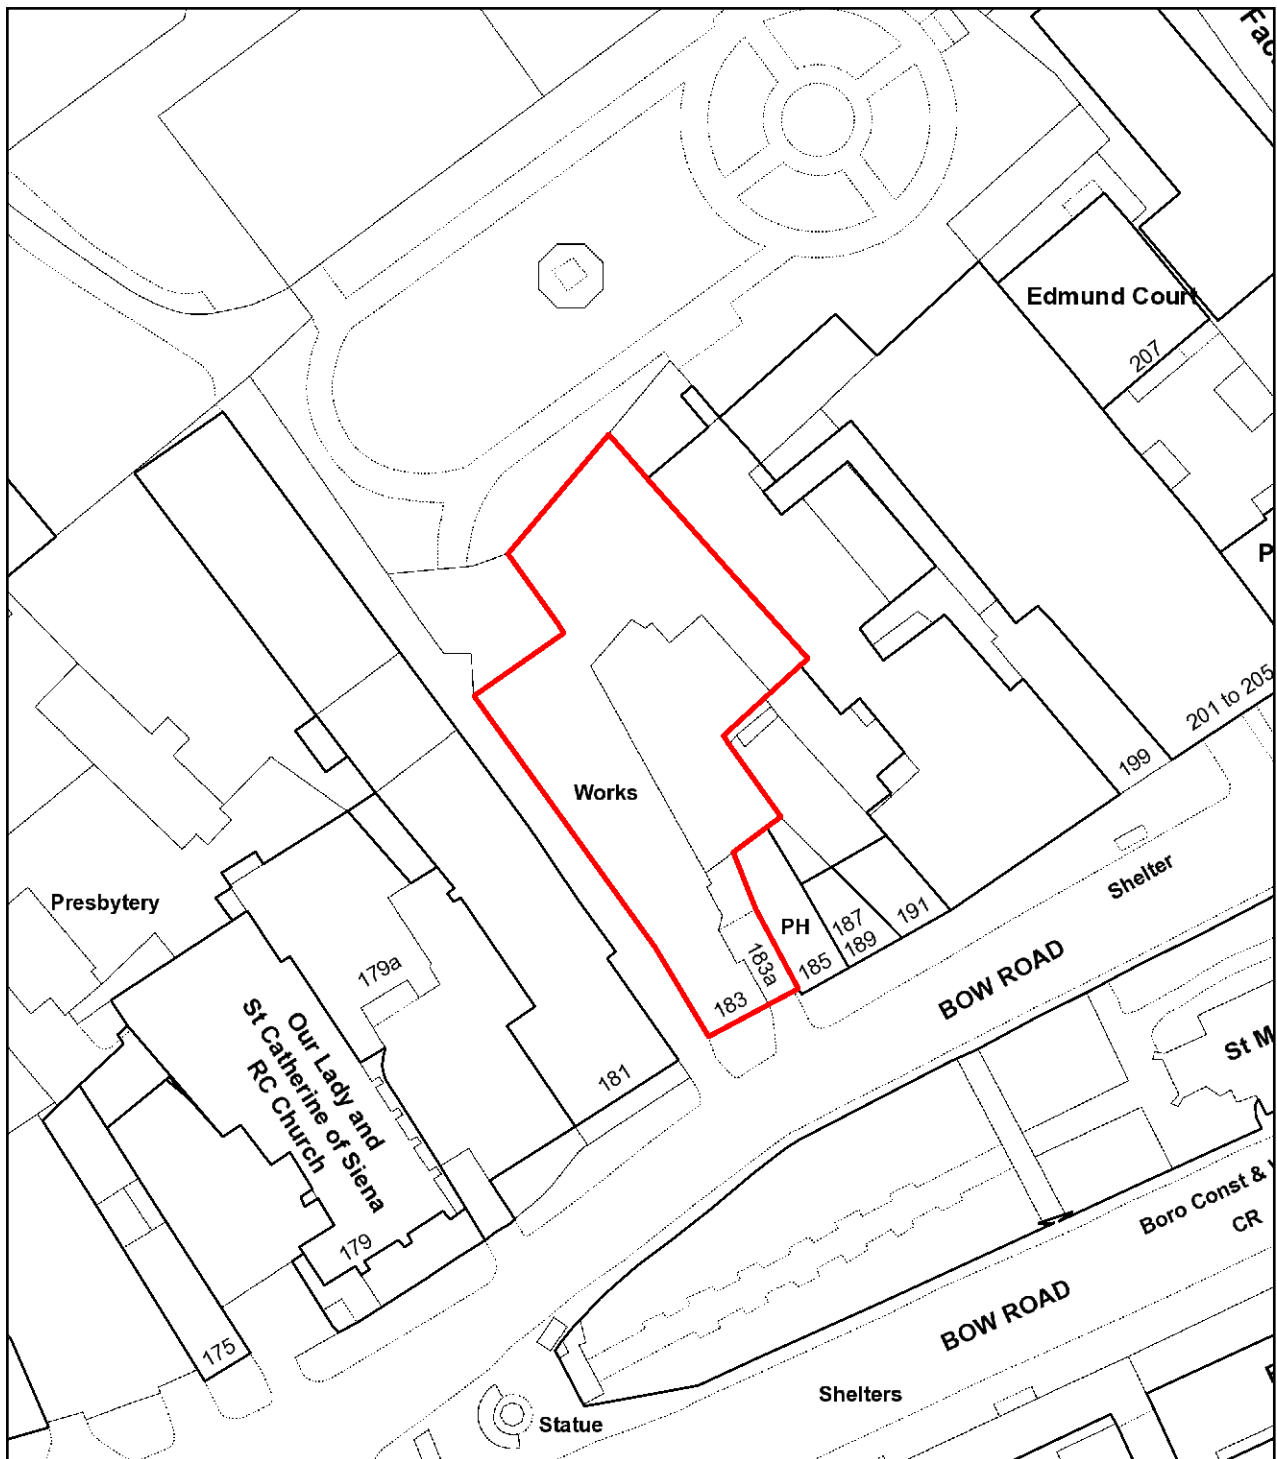 Fac
Edmund Court
207
P
201 to 205
199
Works
Shelter
Presbytery
PH
187
191
179a
183a
185
189
BOW ROAD
183
Our Lady and
St Catherine of Siena
RC Church
St M
181
Boro Const &
CR
179
BOW ROAD
175
Shelters
Statue